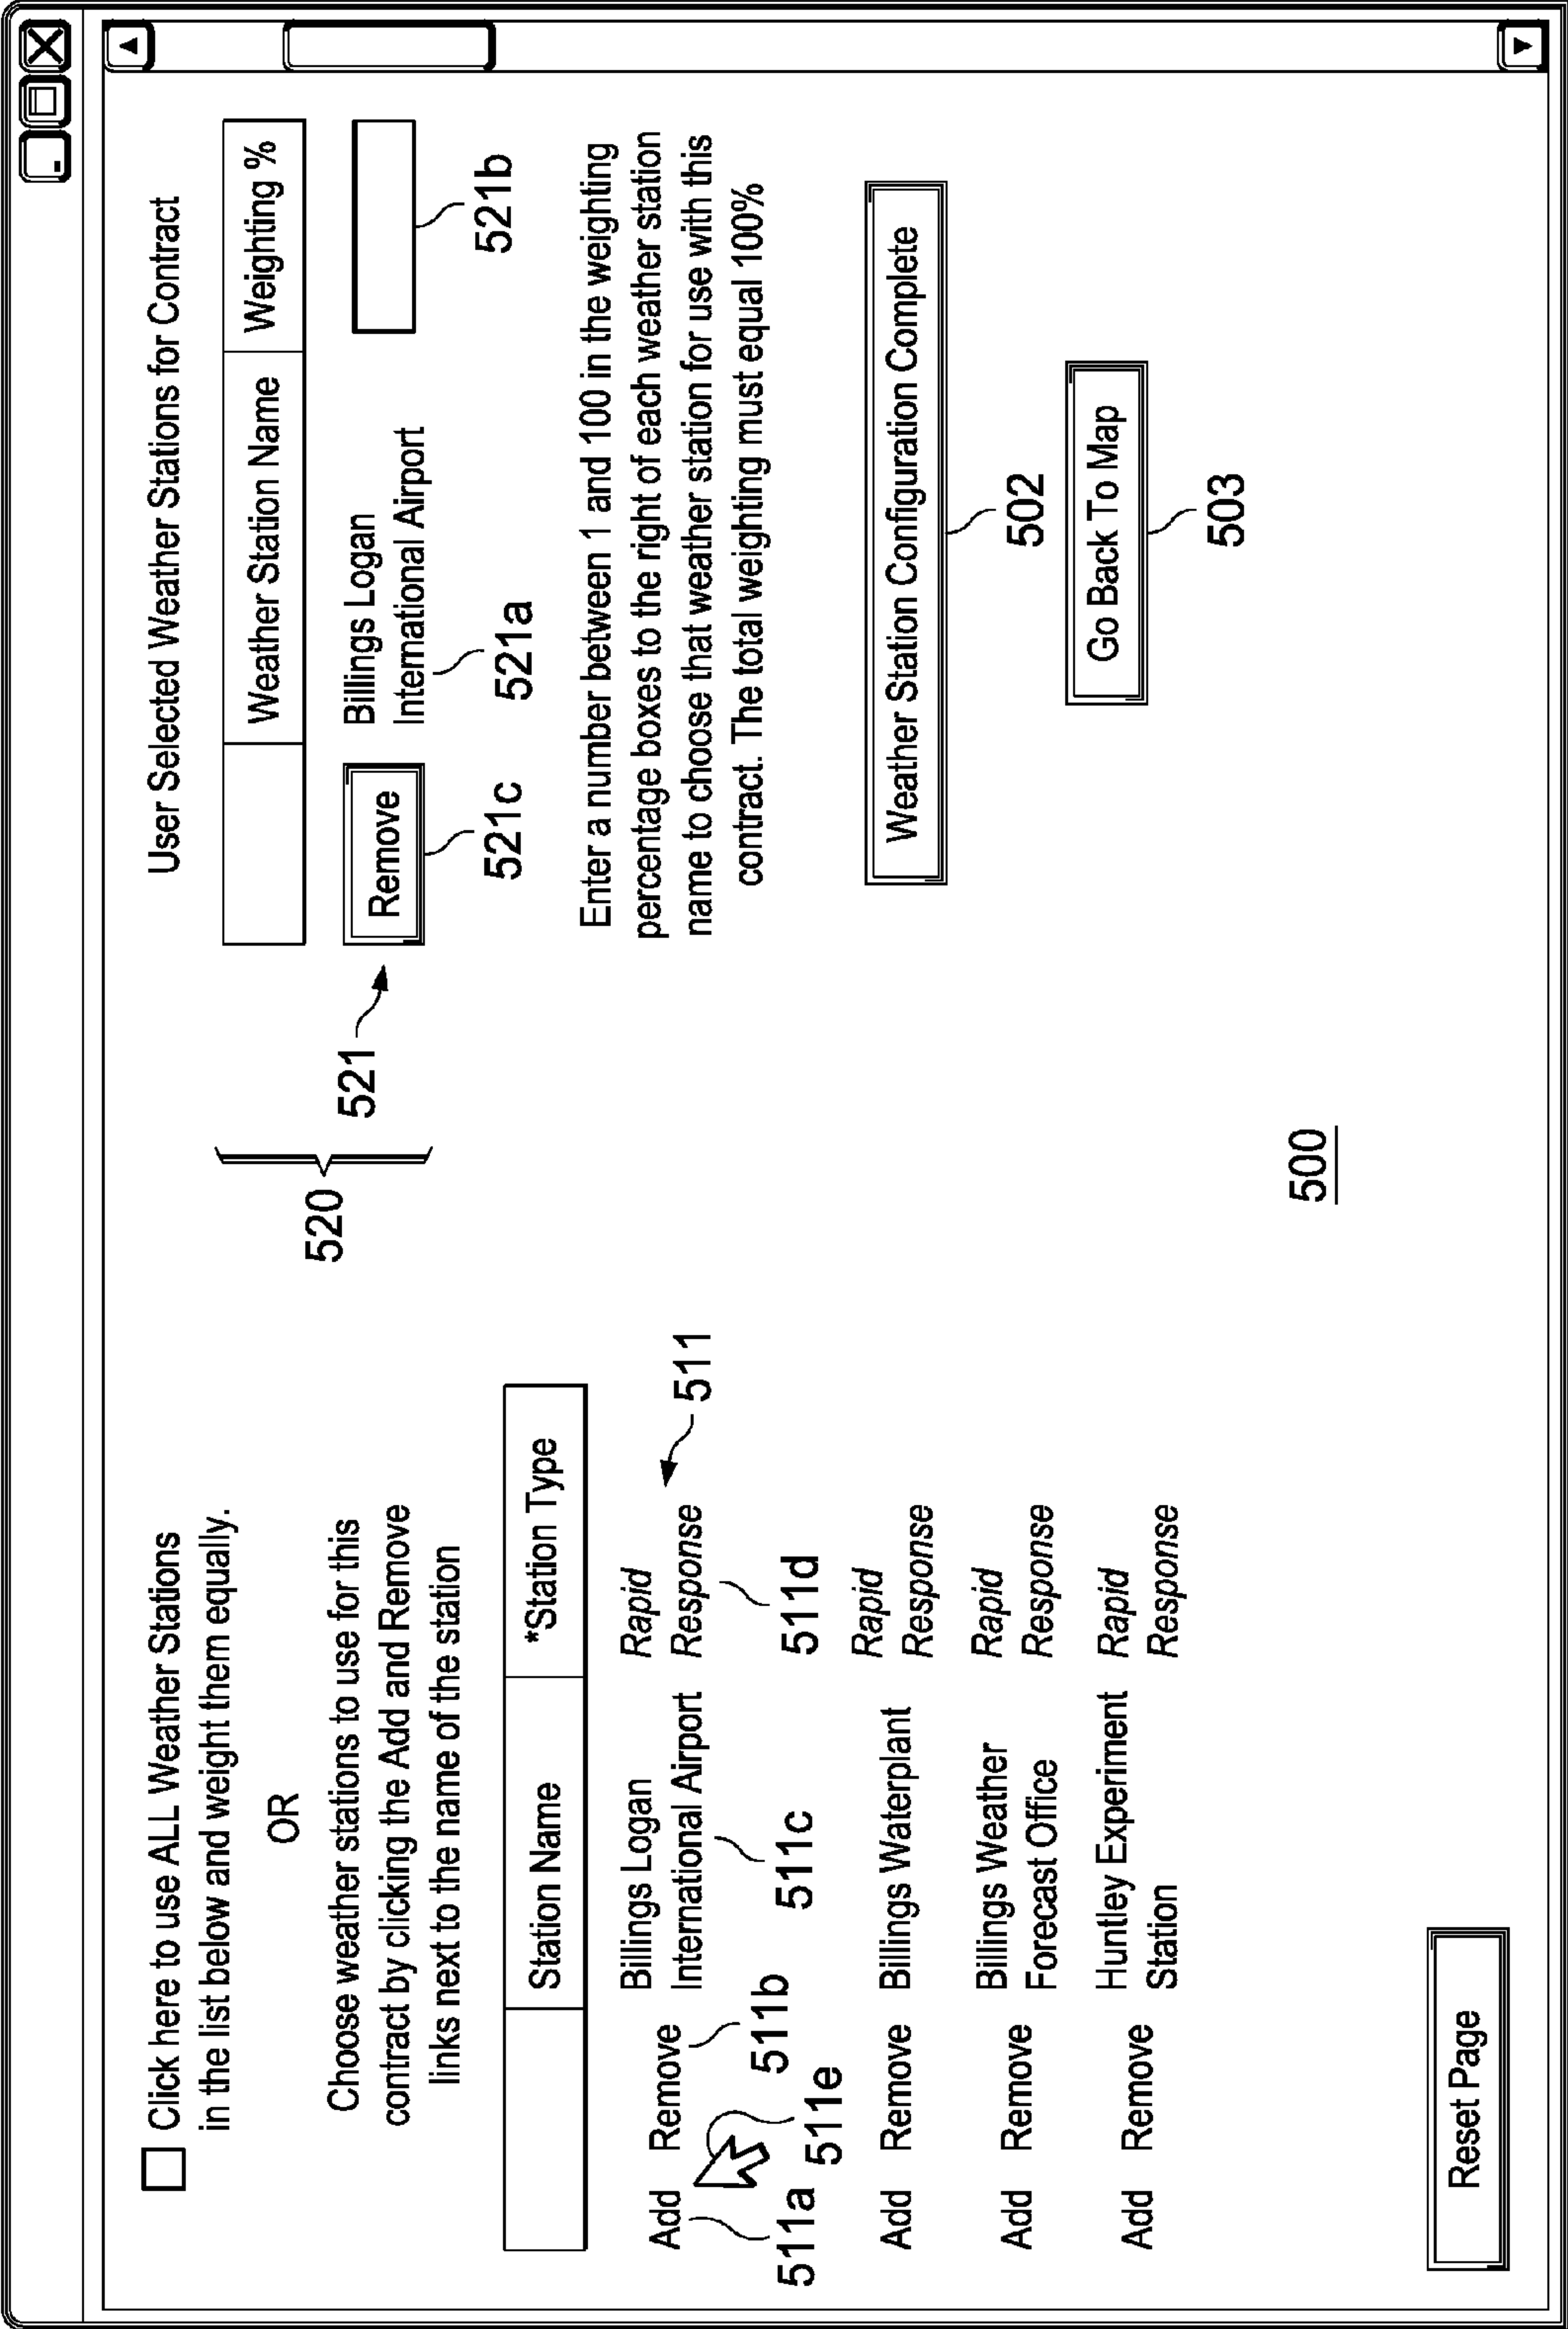 Click here to use ALL Weather Stations
in the list below and weight them equally.
OR
Choose weather stations to use for this
contract by clicking the Add and Remove
links next to the name of the station
Station Name
*Station Type
Add
Remove
Billings Logan
International Airport
Rapid
Response
511
511a
511e
511b
511c
511d
Add
Remove
Billings Waterplant
Rapid
Response
Add
Remove
Billings Weather
Forecast Office
Rapid
Response
Add
Remove
Huntley Experiment
Station
Rapid
Response
Reset Page
500
520
521
User Selected Weather Stations for Contract
Weather Station Name
Weighting %
Remove
Billings Logan
International Airport
521c
521a
521b
Enter a number between 1 and 100 in the weighting
percentage boxes to the right of each weather station
name to choose that weather station for use with this
contract. The total weighting must equal 100%
Weather Station Configuration Complete
502
Go Back To Map
503